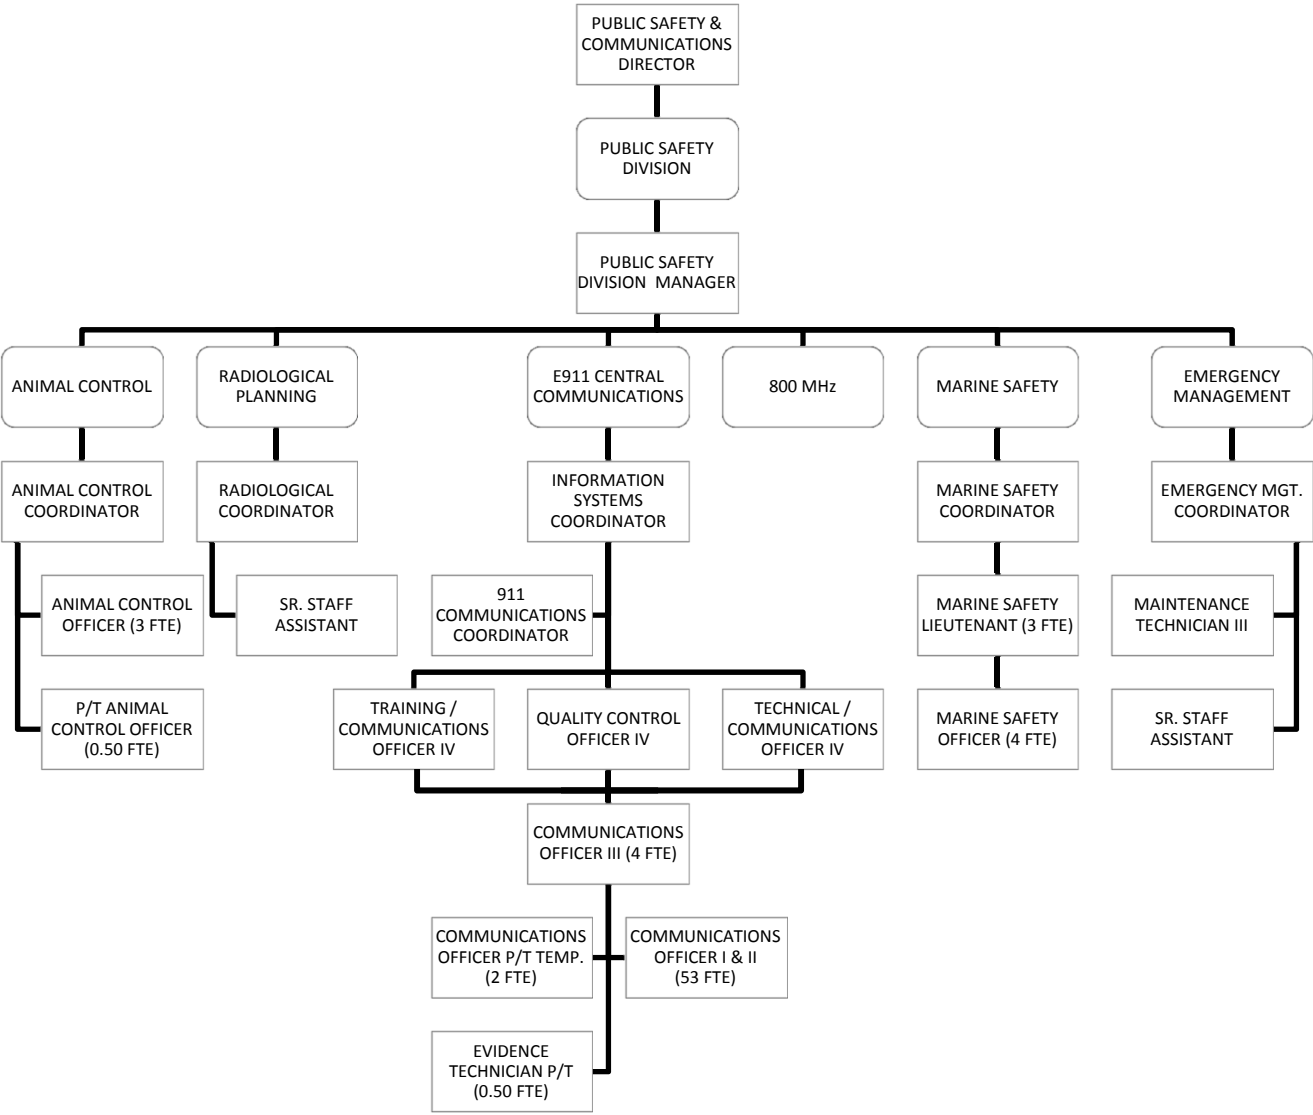 PUBLIC SAFETY &
COMMUNICATIONS
DIRECTOR
PUBLIC SAFETY
DIVISION
PUBLIC SAFETY
DIVISION MANAGER
ANIMAL CONTROL
RADIOLOGICAL
PLANNING
E911 CENTRAL
COMMUNICATIONS
800 MHz
MARINE SAFETY
EMERGENCY
MANAGEMENT
ANIMAL CONTROL
COORDINATOR
RADIOLOGICAL
COORDINATOR
INFORMATION
SYSTEMS
COORDINATOR
MARINE SAFETY
COORDINATOR
EMERGENCY MGT.
COORDINATOR
ANIMAL CONTROL
OFFICER (3 FTE)
SR. STAFF
ASSISTANT
911
COMMUNICATIONS
COORDINATOR
MARINE SAFETY
LIEUTENANT (3 FTE)
MAINTENANCE
TECHNICIAN III
P/T ANIMAL
CONTROL OFFICER
(0.50 FTE)
TRAINING /
COMMUNICATIONS
OFFICER IV
QUALITY CONTROL
OFFICER IV
TECHNICAL /
COMMUNICATIONS
OFFICER IV
MARINE SAFETY
OFFICER (4 FTE)
SR. STAFF
ASSISTANT
COMMUNICATIONS
OFFICER III (4 FTE)
COMMUNICATIONS
OFFICER P/T TEMP.
(2 FTE)
COMMUNICATIONS
OFFICER I & II
(53 FTE)
EVIDENCE
TECHNICIAN P/T
(0.50 FTE)